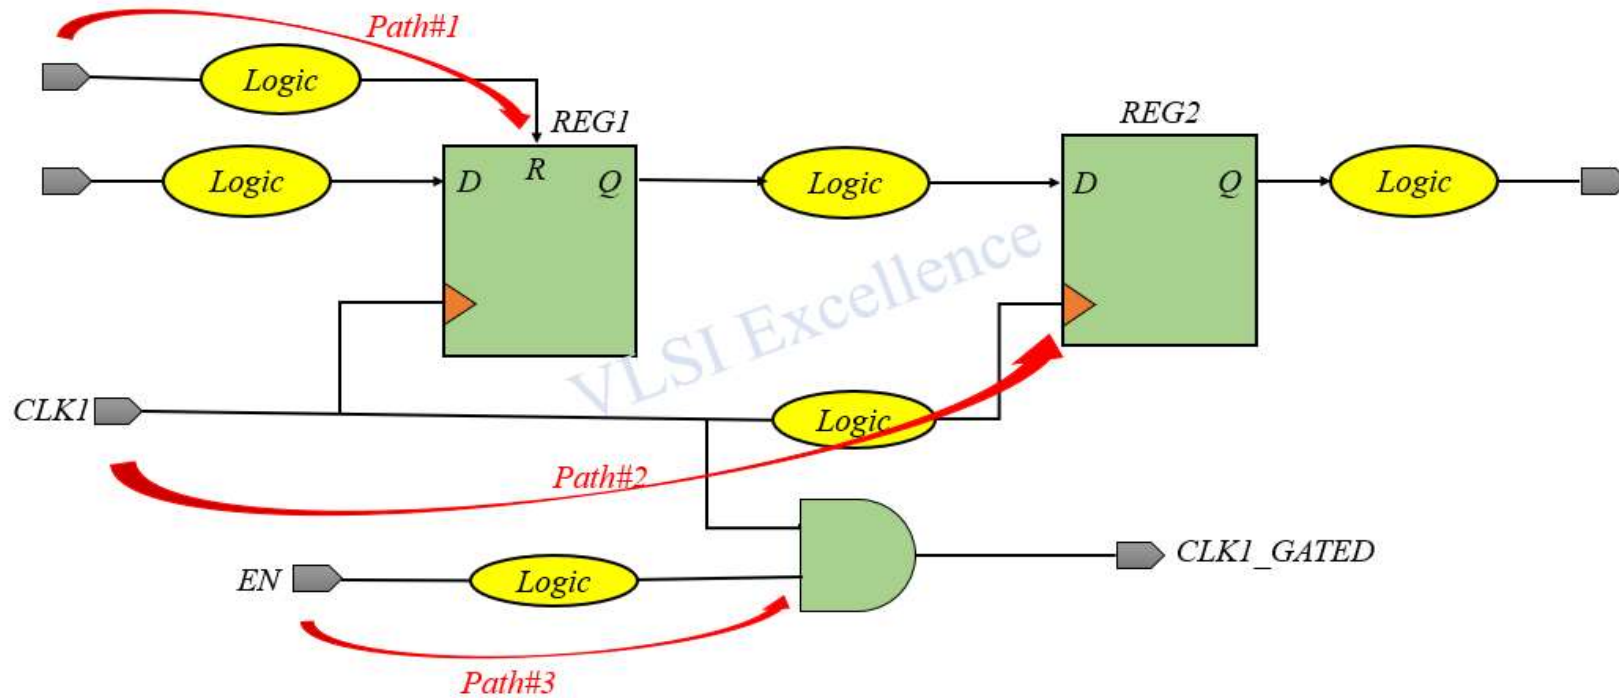 Path#1
Logic
REG1
REG2
Logic
D
R
Q
Logic
D
Q
Logic
VLSI Excellence
CLK1
Logic
Path#2
CLK1_GATED
EN
Logic
Path#3